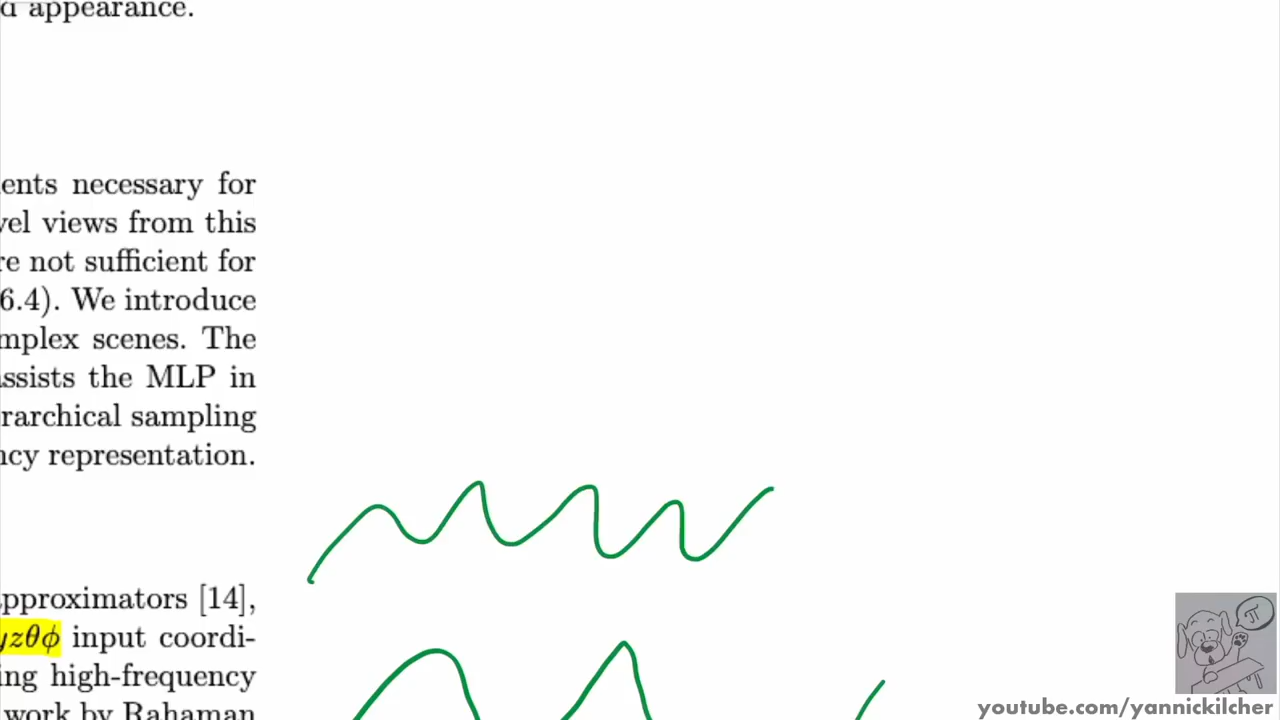 d appearance.
ents necessary for
vel views from this
re not sufficient for
6.4). We introduce
mplex scenes. The
assists the MLP in
rarchical sampling
ncy representation.
approximators [14],
yzθϕ input coordi-
ing high-frequency
work by Rahaman
π
youtube.com/yannickilcher